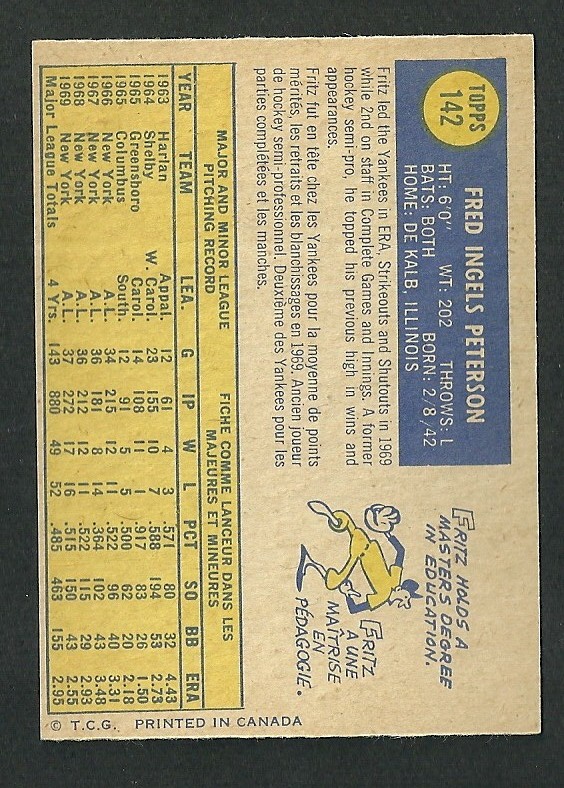 TOPPS
142
FRED INGELS PETERSON
HT: 6'0" WT: 202 THROWS: L
BATS: BOTH BORN: 2/8/42
HOME: DE KALB, ILLINOIS
Fritz led the Yankees in ERA, Strikeouts and Shutouts in 1969
while 2nd on staff in Complete Games and Innings. A former
hockey semi-pro, he topped his previous high in wins and
appearances.
Fritz fut en tête chez les Yankees pour la moyenne de points
mérités, les retraits et les blanchissages en 1969. Ancien joueur
de hockey semi-professionnel. Deuxième des Yankees pour les
parties complétées et les manches.
FRITZ HOLDS A
MASTER'S DEGREE
IN EDUCATION.
FRITZ
A UNE
MAÎTRISE
EN
PÉDAGOGIE.
MAJOR AND MINOR LEAGUE
PITCHING RECORD
FICHE COMME LANCEUR DANS LES
MAJEURES ET MINEURES
YEAR TEAM LEA. G IP W L PCT SO BB ERA
1963 Harlan Appal. 12 61 4 3 .571 80 32 4.43
1964 Shelby W. Carol. 23 155 10 7 .588 194 53 2.73
1965 Greensboro Carol. 14 108 11 1 .917 83 26 1.50
1965 Columbus South. 12 91 5 5 .500 62 20 2.18
1966 New York A.L. 34 215 12 11 .522 96 40 3.31
1967 New York A.L. 36 181 8 14 .364 102 43 3.48
1968 New York A.L. 36 212 12 11 .522 115 29 2.93
1969 New York A.L. 37 272 17 16 .515 150 43 2.55
Major League Totals 4 Yrs. 143 880 49 52 .485 463 155 2.95
© T.C.G. PRINTED IN CANADA